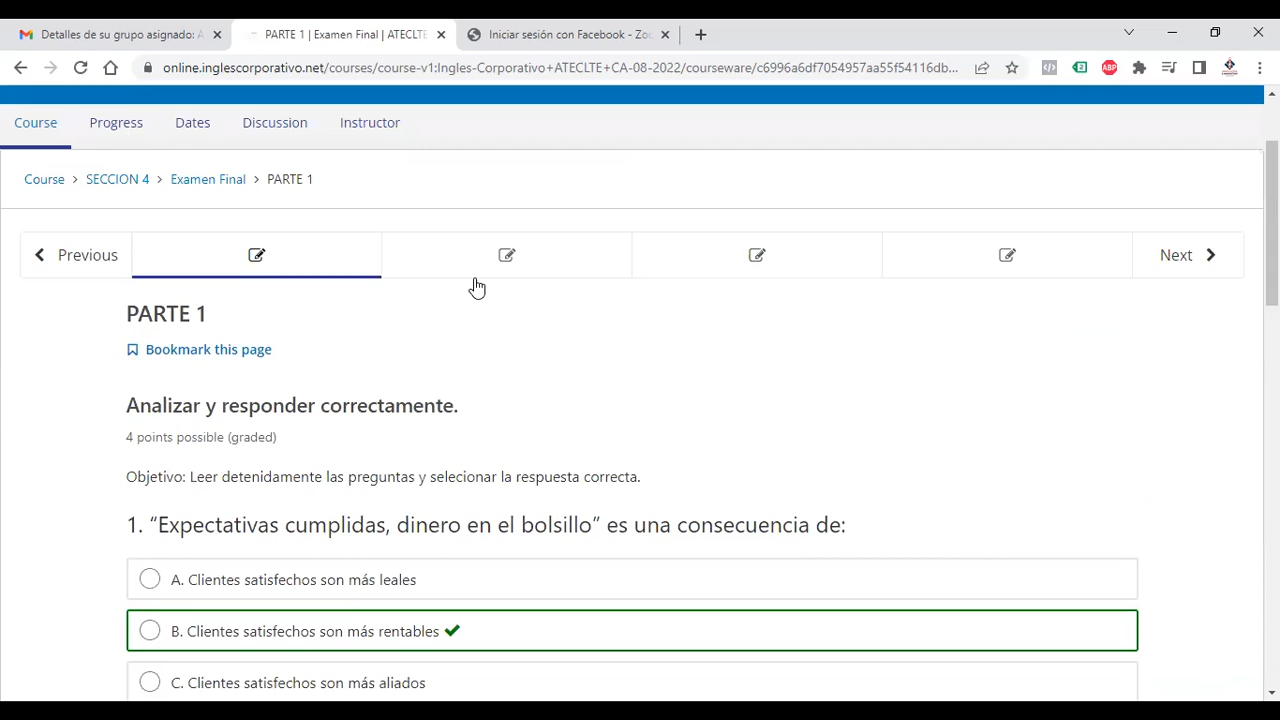 Detalles de su grupo asignado: A
PARTE 1 | Examen Final | ATECLTE
Iniciar sesión con Facebook - Zoo
online.inglescorporativo.net/courses/course-v1:Ingles-Corporativo+ATECLTE+CA-08-2022/courseware/c6996a6df7054957aa55f54116db...
2
ABP
Course
Progress
Dates
Discussion
Instructor
Course > SECCION 4 > Examen Final > PARTE 1
Previous
Next
PARTE 1
Bookmark this page
Analizar y responder correctamente.
4 points possible (graded)
Objetivo: Leer detenidamente las preguntas y selecionar la respuesta correcta.
1. “Expectativas cumplidas, dinero en el bolsillo” es una consecuencia de:
A. Clientes satisfechos son más leales
B. Clientes satisfechos son más rentables
C. Clientes satisfechos son más aliados